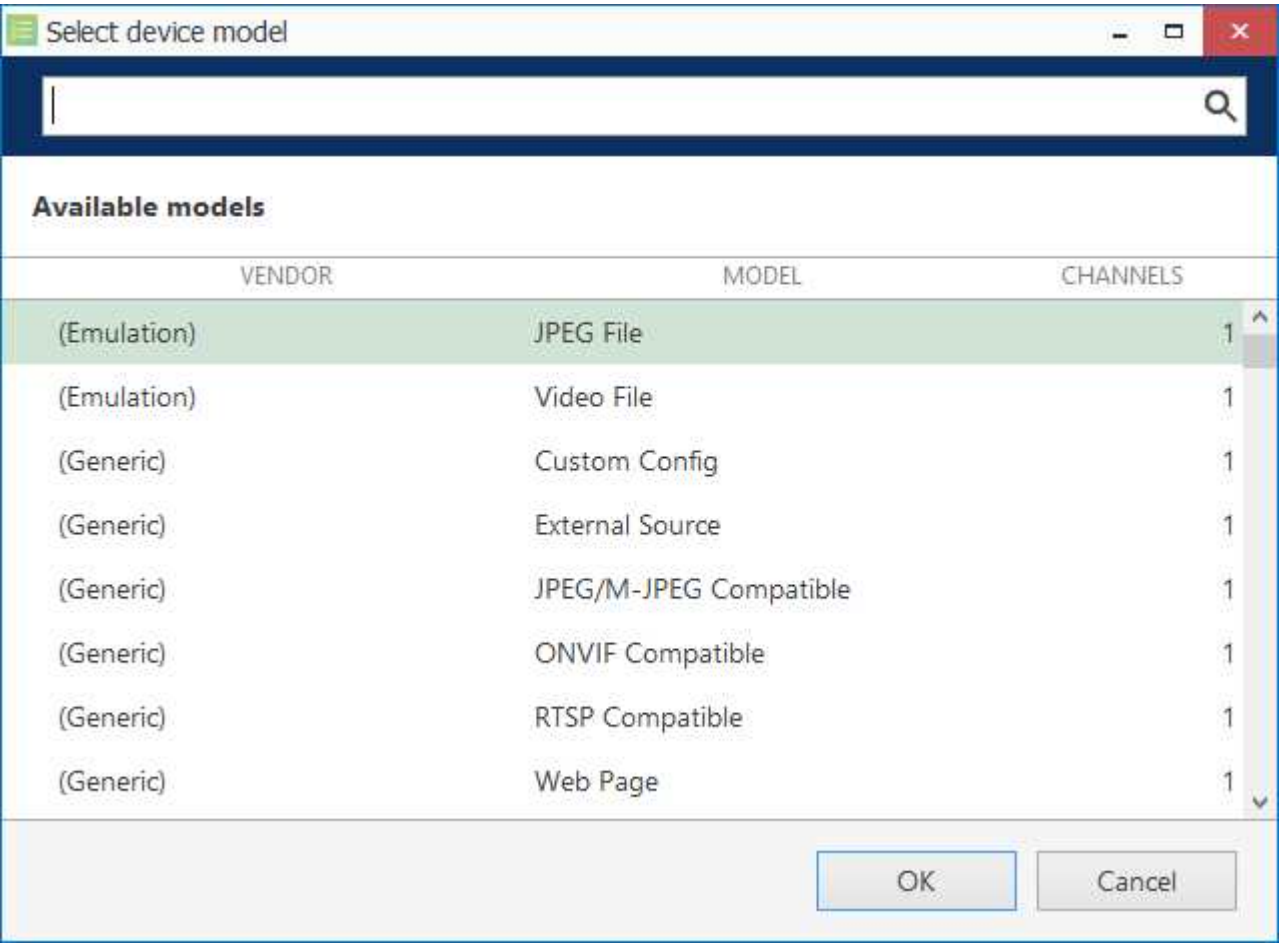 Select device model
Available models
VENDOR MODEL CHANNELS
(Emulation) JPEG File 1
(Emulation) Video File 1
(Generic) Custom Config 1
(Generic) External Source 1
(Generic) JPEG/M-JPEG Compatible 1
(Generic) ONVIF Compatible 1
(Generic) RTSP Compatible 1
(Generic) Web Page 1
OK Cancel